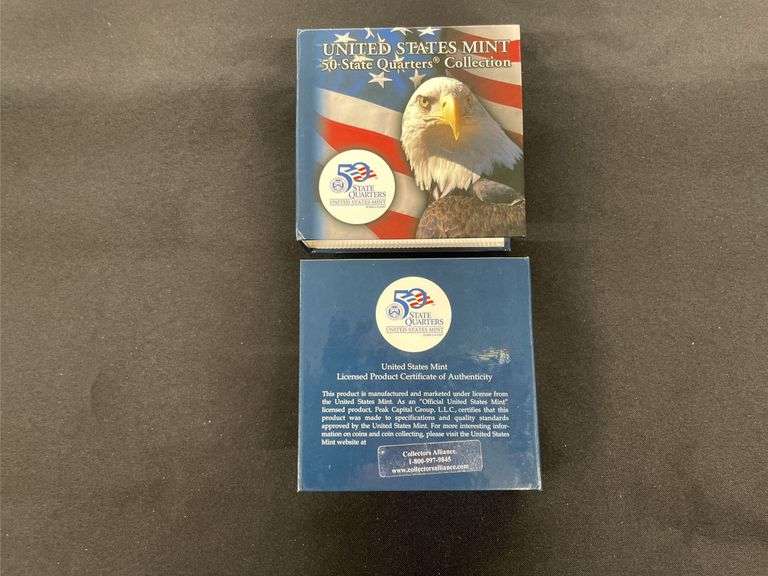 UNITED STATES MINT
50 State Quarters® Collection
50
STATE
QUARTERS
UNITED STATES MINT
50
STATE
QUARTERS
UNITED STATES MINT
United States Mint
Licensed Product Certificate of Authenticity
This product is manufactured and marketed under license from
the United States Mint. As an "Official United States Mint"
licensed product, Peak Capital Group, L.L.C., certifies that this
product was made to specifications and quality standards
approved by the United States Mint. For more interesting infor-
mation on coins and coin collecting, please visit the United States
Mint website at
Collectors Alliance
1-800-997-9845
www.collectorsalliance.com